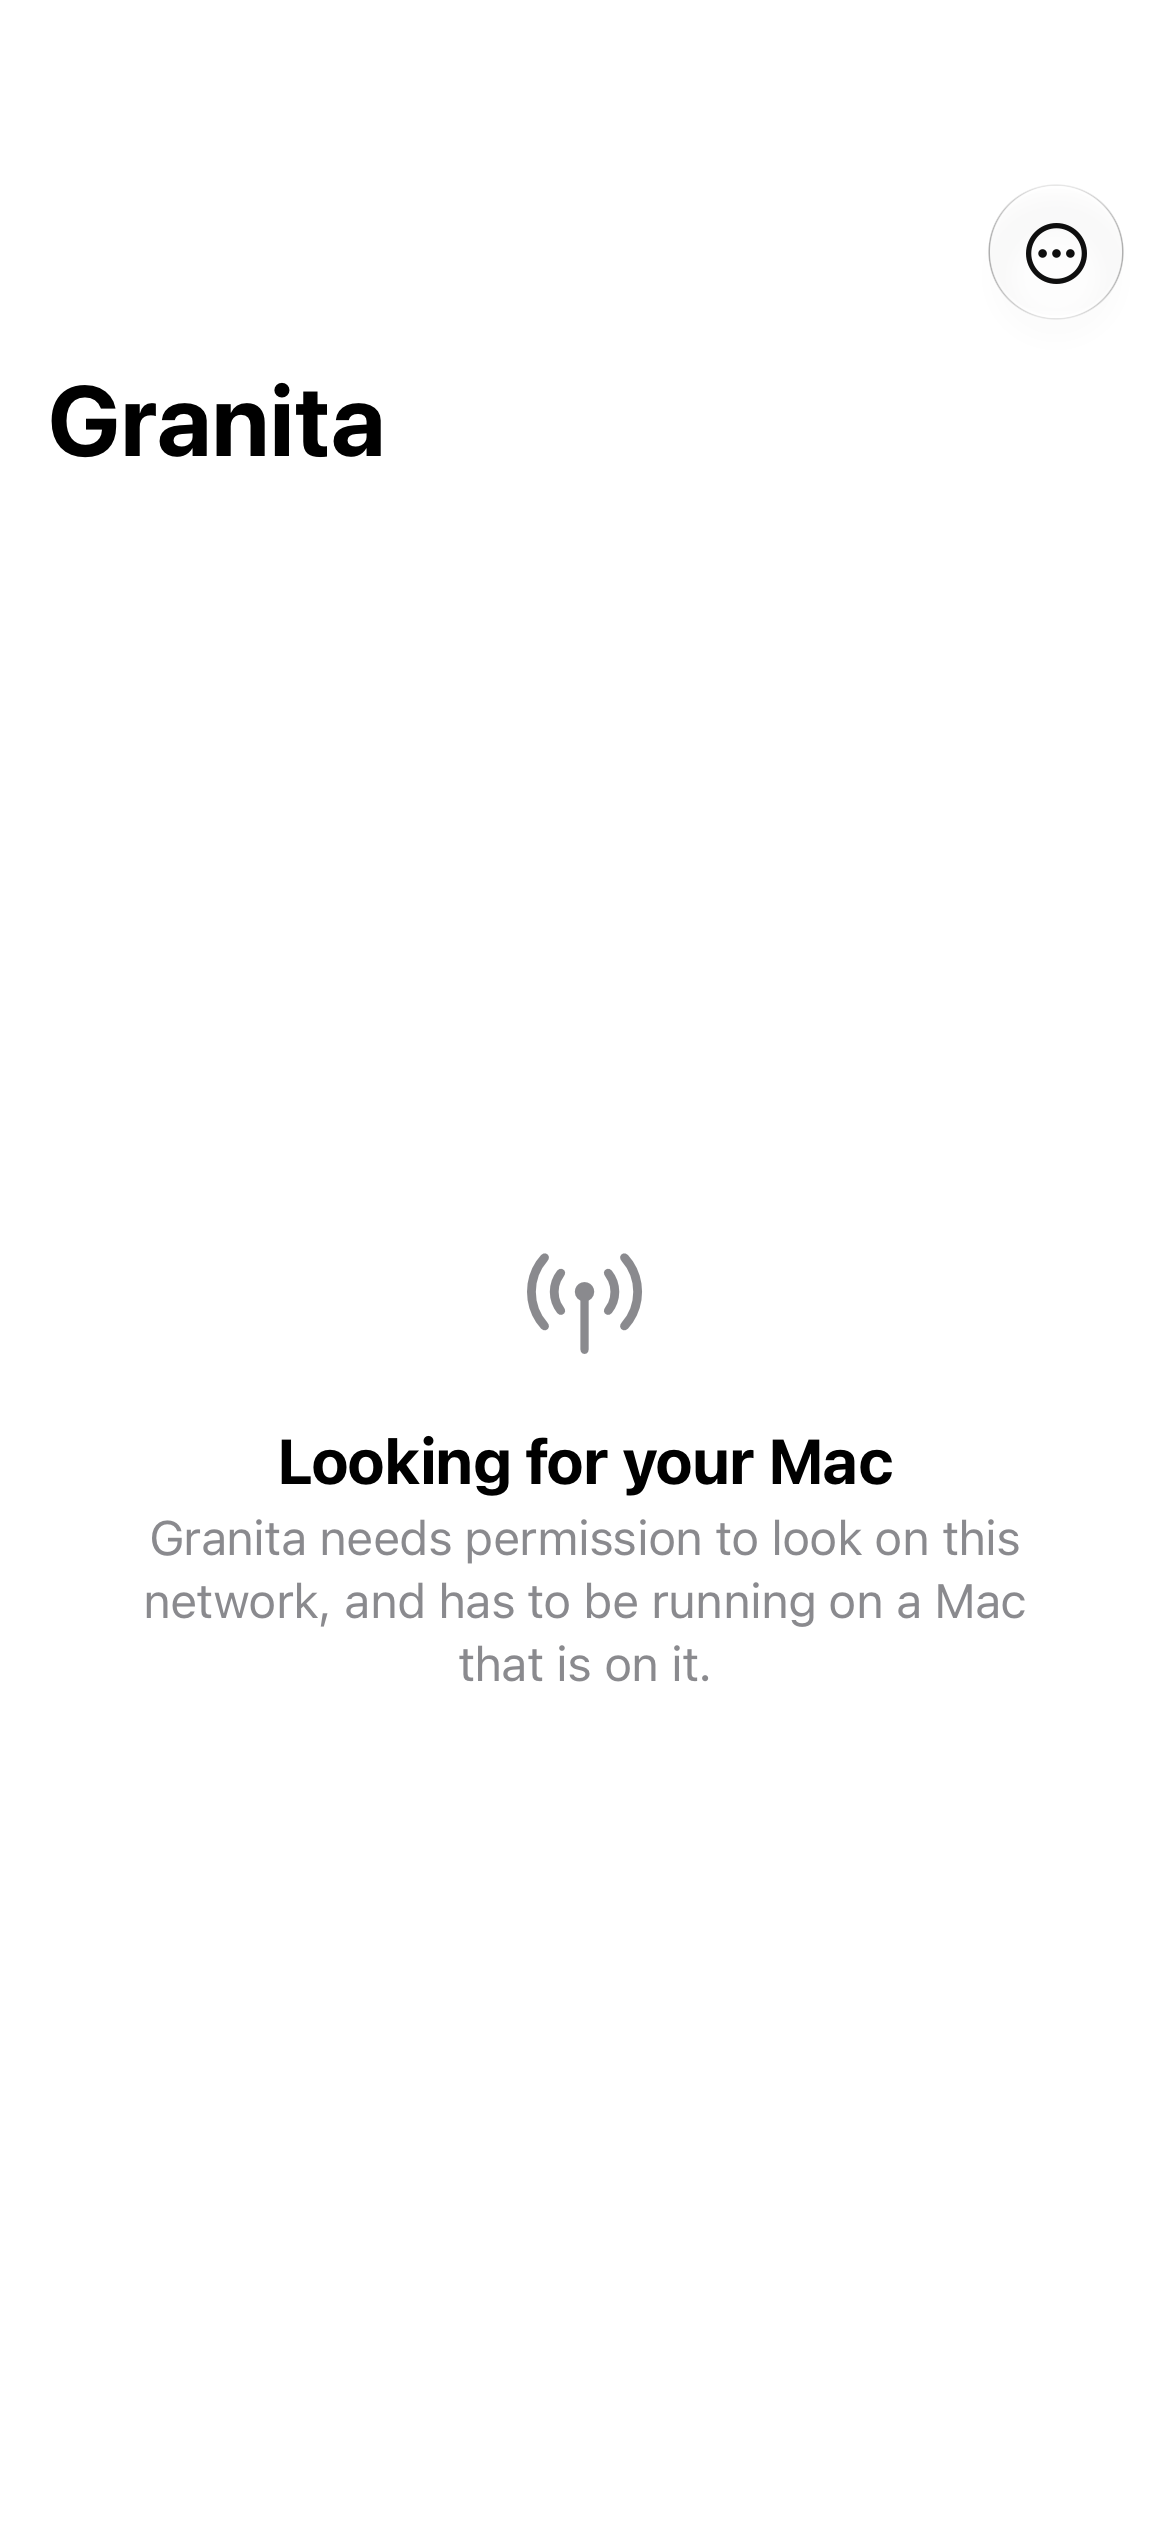 Granita
Looking for your Mac
Granita needs permission to look on this
network, and has to be running on a Mac
that is on it.